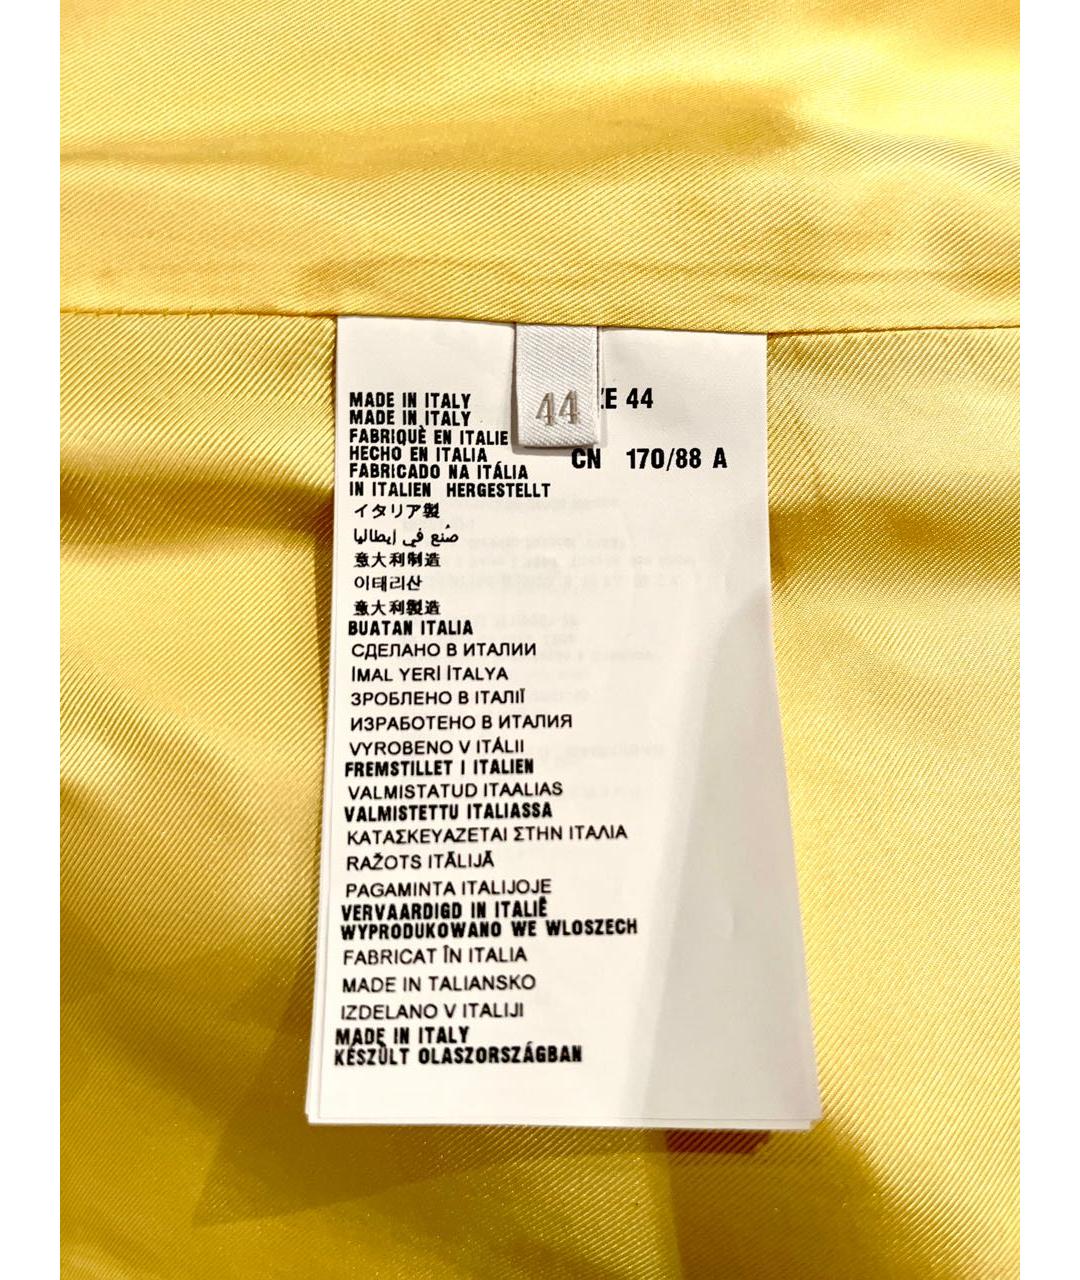 44
ZE 44
CN 170/88 A
MADE IN ITALY
MADE IN ITALY
FABRIQUÈ EN ITALIE
HECHO EN ITALIA
FABRICADO NA ITÁLIA
IN ITALIEN HERGESTELLT
イタリア製
صُنع في إيطاليا
意大利制造
이태리산
意大利製造
BUATAN ITALIA
СДЕЛАНО В ИТАЛИИ
İMAL YERİ İTALYA
ЗРОБЛЕНО В ІТАЛІЇ
ИЗРАБОТЕНО В ИТАЛИЯ
VYROBENO V ITÁLII
FREMSTILLET I ITALIEN
VALMISTATUD ITAALIAS
VALMISTETTU ITALIASSA
ΚΑΤΑΣΚΕΥΑΖΕΤΑΙ ΣΤΗΝ ΙΤΑΛΙΑ
RAŽOTS ITĀLIJĀ
PAGAMINTA ITALIJOJE
VERVAARDIGD IN ITALIË
WYPRODUKOWANO WE WLOSZECH
FABRICAT ÎN ITALIA
MADE IN TALIANSKO
IZDELANO V ITALIJI
MADE IN ITALY
KÉSZÜLT OLASZORSZÁGBAN